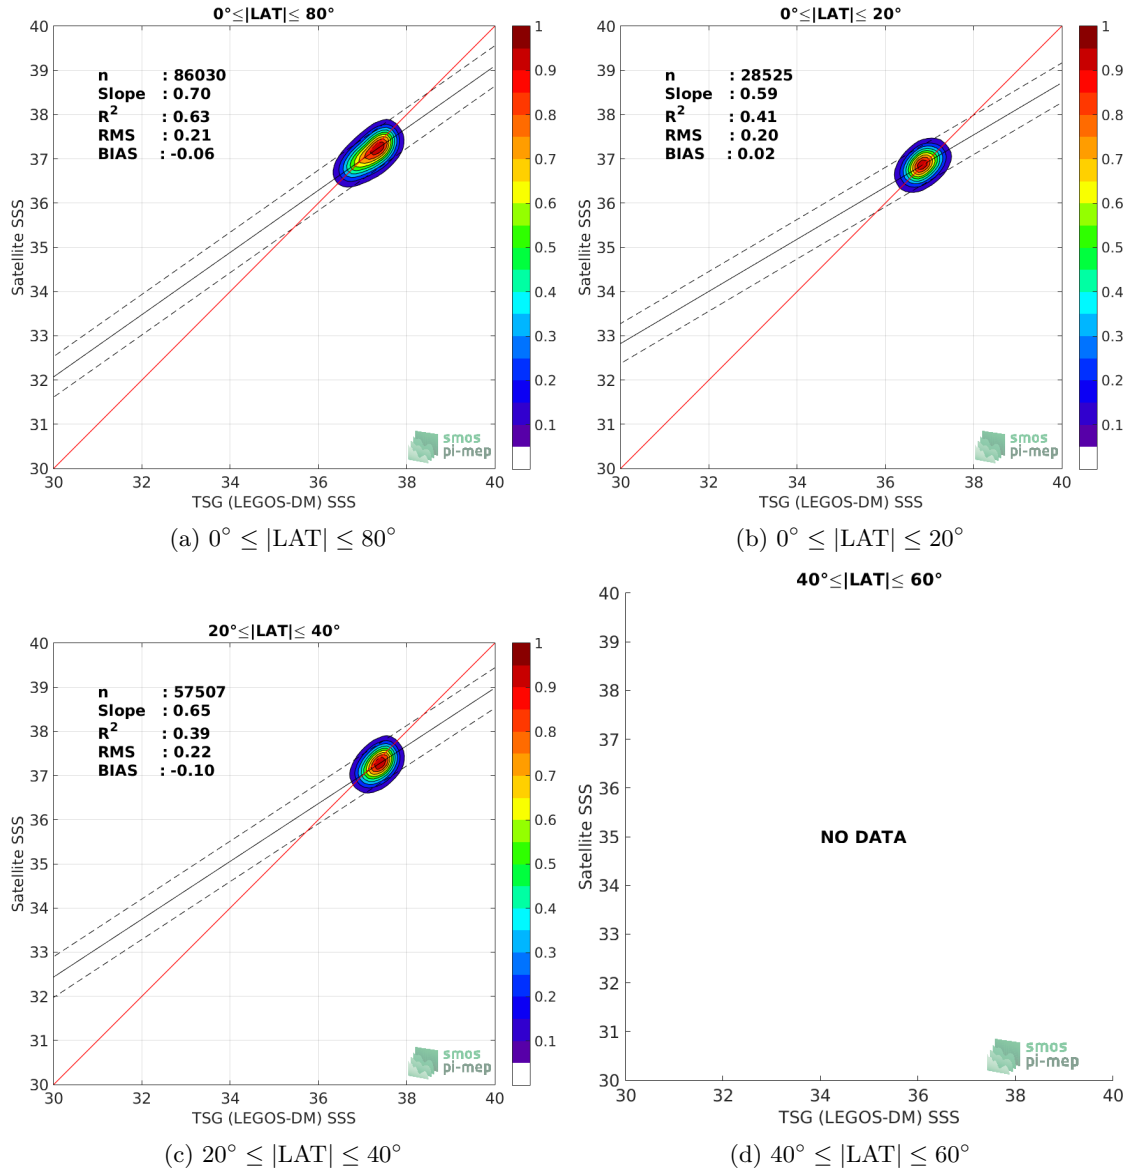 0°≤|LAT|≤ 80°
n : 86030
Slope : 0.70
R2 : 0.63
RMS : 0.21
BIAS : -0.06
Satellite SSS
40
39
38
37
36
35
34
33
32
31
30
30 32 34 36 38 40
TSG (LEGOS-DM) SSS
1
0.9
0.8
0.7
0.6
0.5
0.4
0.3
0.2
0.1
smos
pi-mep
(a) 0° ≤ |LAT| ≤ 80°
0°≤|LAT|≤ 20°
n : 28525
Slope : 0.59
R2 : 0.41
RMS : 0.20
BIAS : 0.02
Satellite SSS
40
39
38
37
36
35
34
33
32
31
30
30 32 34 36 38 40
TSG (LEGOS-DM) SSS
1
0.9
0.8
0.7
0.6
0.5
0.4
0.3
0.2
0.1
smos
pi-mep
(b) 0° ≤ |LAT| ≤ 20°
20°≤|LAT|≤ 40°
n : 57507
Slope : 0.65
R2 : 0.39
RMS : 0.22
BIAS : -0.10
Satellite SSS
40
39
38
37
36
35
34
33
32
31
30
30 32 34 36 38 40
TSG (LEGOS-DM) SSS
1
0.9
0.8
0.7
0.6
0.5
0.4
0.3
0.2
0.1
smos
pi-mep
(c) 20° ≤ |LAT| ≤ 40°
40°≤|LAT|≤ 60°
NO DATA
Satellite SSS
40
39
38
37
36
35
34
33
32
31
30
30 32 34 36 38 40
TSG (LEGOS-DM) SSS
smos
pi-mep
(d) 40° ≤ |LAT| ≤ 60°